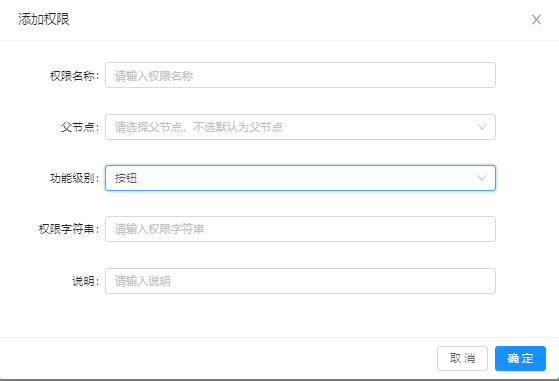 添加权限
权限名称: 请输入权限名称
父节点: 请选择父节点, 不选默认为父节点
功能级别: 按钮
权限字符串: 请输入权限字符串
说明: 请输入说明
取消 确定